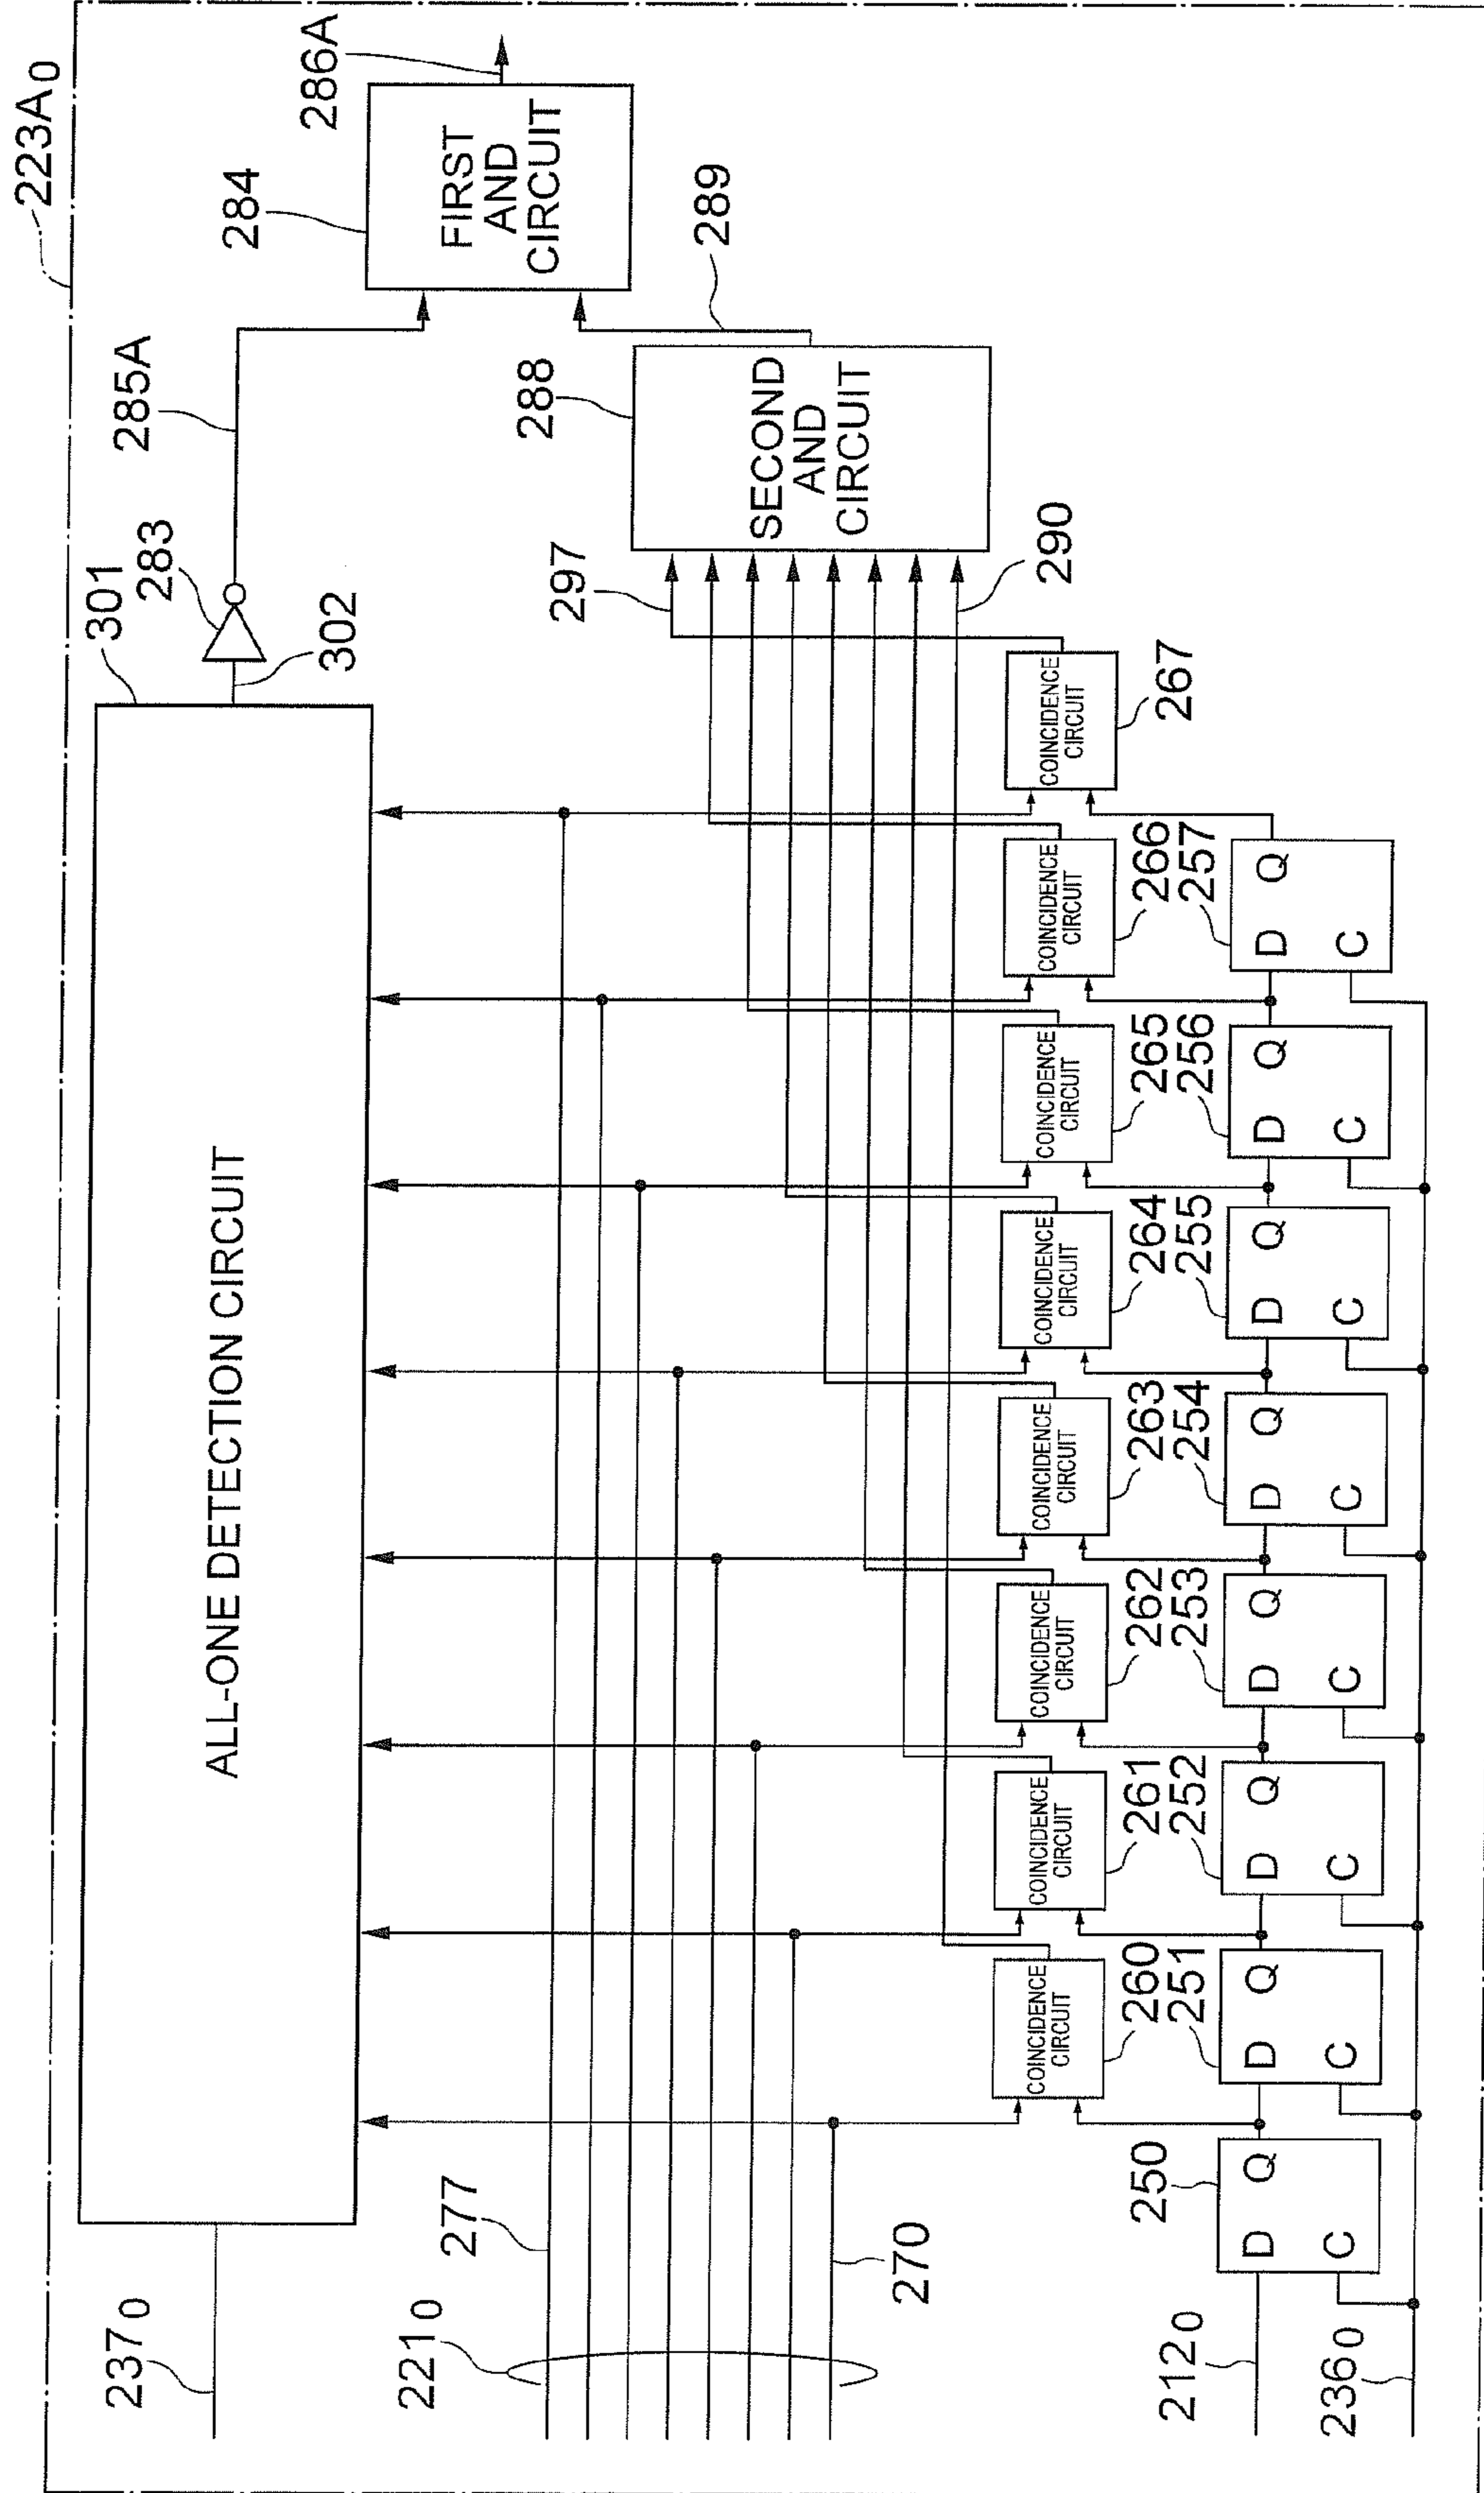 223A0
2370
ALL-ONE DETECTION CIRCUIT
301
283
302
285A
284
286A
FIRST
AND
CIRCUIT
289
288
SECOND
AND
CIRCUIT
297
290
2210
277
270
COINCIDENCE
CIRCUIT
260
COINCIDENCE
CIRCUIT
261
COINCIDENCE
CIRCUIT
262
COINCIDENCE
CIRCUIT
263
COINCIDENCE
CIRCUIT
264
COINCIDENCE
CIRCUIT
265
COINCIDENCE
CIRCUIT
266
COINCIDENCE
CIRCUIT
267
2120
2360
250
D Q
C
251
D Q
C
252
D Q
C
253
D Q
C
254
D Q
C
255
D Q
C
256
D Q
C
257
D Q
C